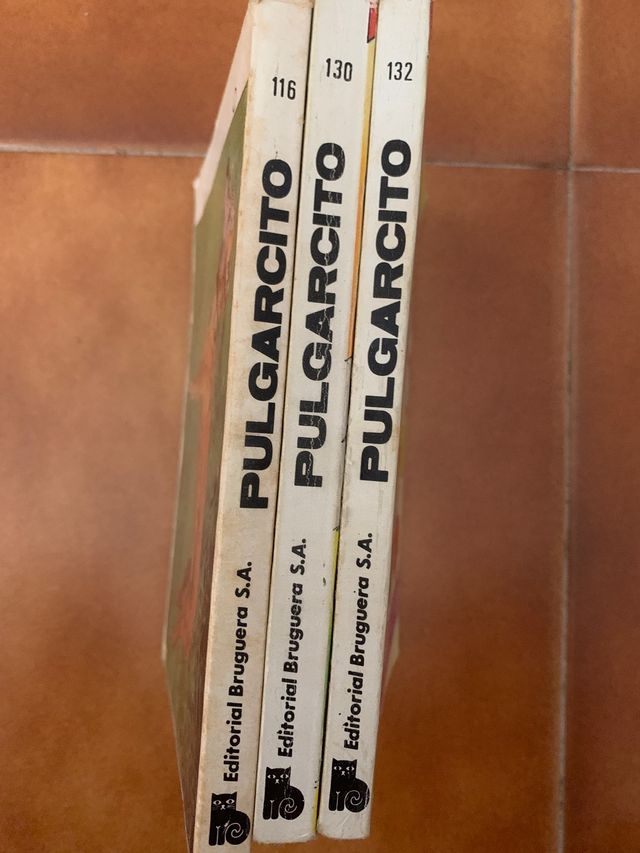 116
PULGARCITO
Editorial Bruguera S.A.
130
PULGARCITO
Editorial Bruguera S.A.
132
PULGARCITO
Editorial Bruguera S.A.